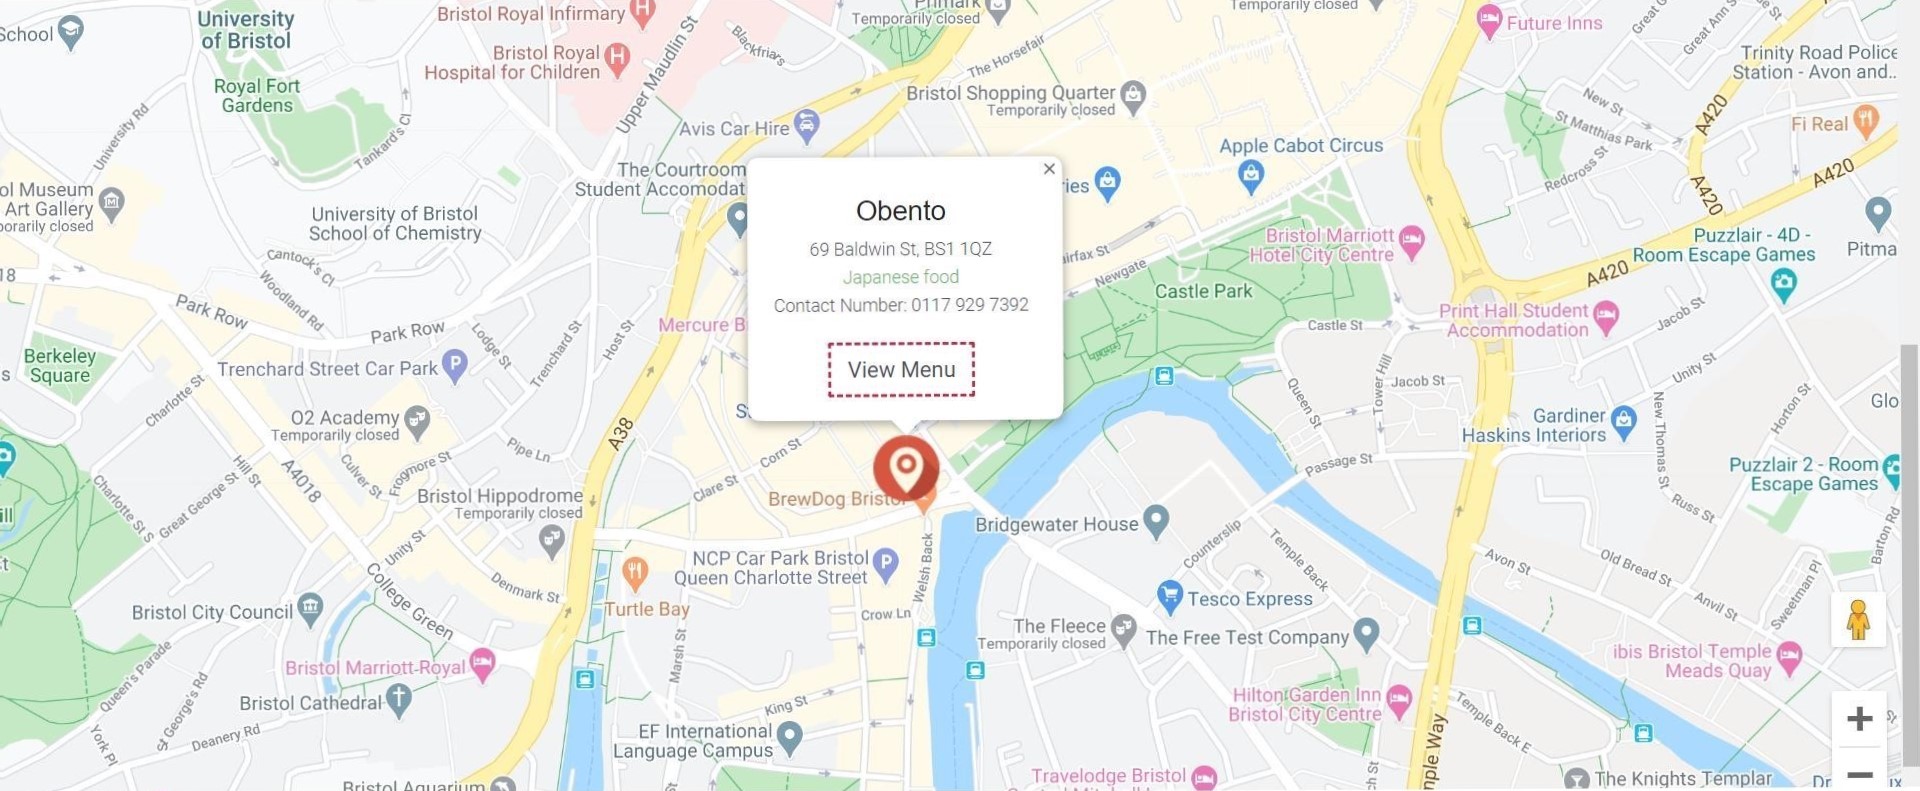 School
University
of Bristol
Royal Fort
Gardens
Bristol Royal Infirmary
Bristol Royal
Hospital for Children
Upper Maudlin St
Blackfriars
Primark
Temporarily closed
The Horsefair
Temporarily closed
Future Inns
Great Ann St
Trinity Road Police
Station - Avon and...
Bristol Shopping Quarter
Temporarily closed
Avis Car Hire
University Rd
Tankard's Cl
New St
St Matthias Park
Redcross St
A420
Fi Real
A420
A420
A420
Apple Cabot Circus
The Courtroom
Student Accomodat
ries
ol Museum
Art Gallery
porarily closed
University of Bristol
School of Chemistry
Cantock's Cl
Woodland Rd
Obento
69 Baldwin St, BS1 1QZ
Japanese food
Contact Number: 0117 929 7392
View Menu
airfax St
Newgate
Castle Park
Bristol Marriott
Hotel City Centre
Puzzlair - 4D -
Room Escape Games
Pitma
18
Park Row
Park Row
Lodge St
Trenchard St
Host St
Mercure B
Castle St
Print Hall Student
Accommodation
Jacob St
Berkeley
Square
s
Trenchard Street Car Park
Charlotte St
Tower Hill
Jacob St
Queen St
Unity St
New Thomas St
Horton St
Glo
O2 Academy
Temporarily closed
S
A38
Gardiner
Haskins Interiors
Pipe Ln
Corn St
Clare St
Passage St
Hill St
A4018
Culver St
Frogmore St
Charlotte St
Great George St
Puzzlair 2 - Room
Escape Games
Russ St
Bristol Hippodrome
Temporarily closed
BrewDog Bristol
Bridgewater House
Counterslip
Temple Back
ill
t
Unity St
Denmark St
NCP Car Park Bristol
Queen Charlotte Street
Welsh Back
Avon St
Old Bread St
Anvil St
Sweetman Pl
Barton Rd
College Green
Turtle Bay
Crow Ln
Tesco Express
Bristol City Council
The Fleece
Temporarily closed
The Free Test Company
Bristol Marriott Royal
Marsh St
ibis Bristol Temple
Meads Quay
Queen's Parade
St George's Rd
Bristol Cathedral
Deanery Rd
York Pl
King St
Hilton Garden Inn
Bristol City Centre
Temple Back E
St
EF International
Language Campus
mple Way
ch St
Bristol Aquarium
Travelodge Bristol
The Knights Templar